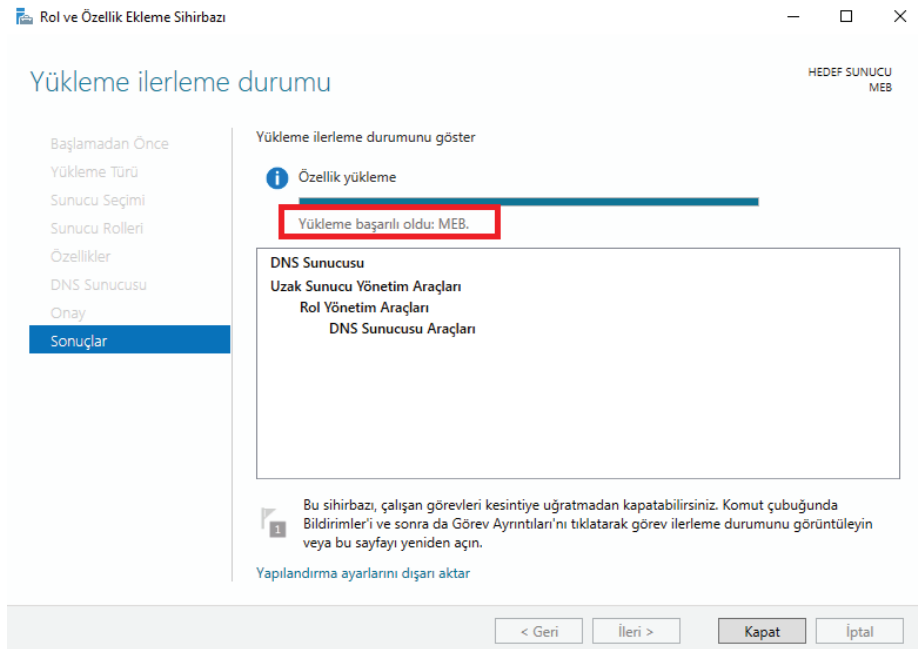 Rol ve Özellik Ekleme Sihirbazı
Yükleme ilerleme durumu
HEDEF SUNUCU
MEB
Başlamadan Önce
Yükleme Türü
Sunucu Seçimi
Sunucu Rolleri
Özellikler
DNS Sunucusu
Onay
Sonuçlar
Yükleme ilerleme durumunu göster
Özellik yükleme
Yükleme başarılı oldu: MEB.
DNS Sunucusu
Uzak Sunucu Yönetim Araçları
Rol Yönetim Araçları
DNS Sunucusu Araçları
1
Bu sihirbazı, çalışan görevleri kesintiye uğratmadan kapatabilirsiniz. Komut çubuğunda
Bildirimler'i ve sonra da Görev Ayrıntıları'nı tıklatarak görev ilerleme durumunu görüntüleyin
veya bu sayfayı yeniden açın.
Yapılandırma ayarlarını dışarı aktar
< Geri
İleri >
Kapat
İptal